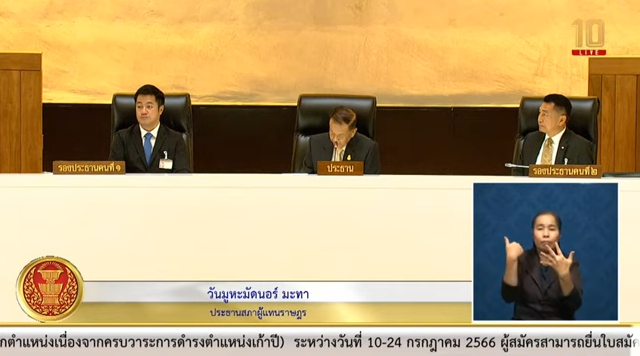 10
LIVE
รองประธานคนที่ ๑
ประธาน
รองประธานคนที่ ๒
วันมูหะมัดนอร์ มะทา
ประธานสภาผู้แทนราษฎร
กตำแหน่งเนื่องจากครบวาระการดำรงตำแหน่งเก้าปี) ระหว่างวันที่ 10-24 กรกฎาคม 2566 ผู้สมัครสามารถยื่นใบสมัค